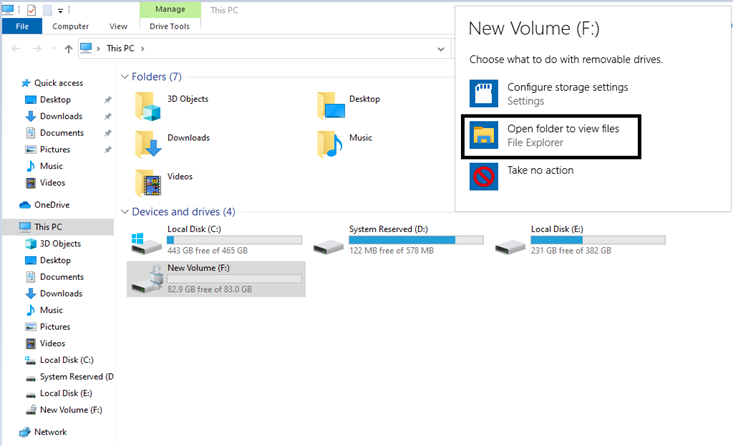 Manage
This PC
File
Computer
View
Drive Tools
This PC
Quick access
Desktop
Downloads
Documents
Pictures
Music
Videos
OneDrive
This PC
3D Objects
Desktop
Documents
Downloads
Music
Pictures
Videos
Local Disk (C:)
System Reserved (D
Local Disk (E:)
New Volume (F:)
Network
Folders (7)
3D Objects
Desktop
Downloads
Music
Videos
Devices and drives (4)
Local Disk (C:)
443 GB free of 465 GB
System Reserved (D:)
122 MB free of 578 MB
Local Disk (E:)
231 GB free of 382 GB
New Volume (F:)
82.9 GB free of 83.0 GB
New Volume (F:)
Choose what to do with removable drives.
Configure storage settings
Settings
Open folder to view files
File Explorer
Take no action